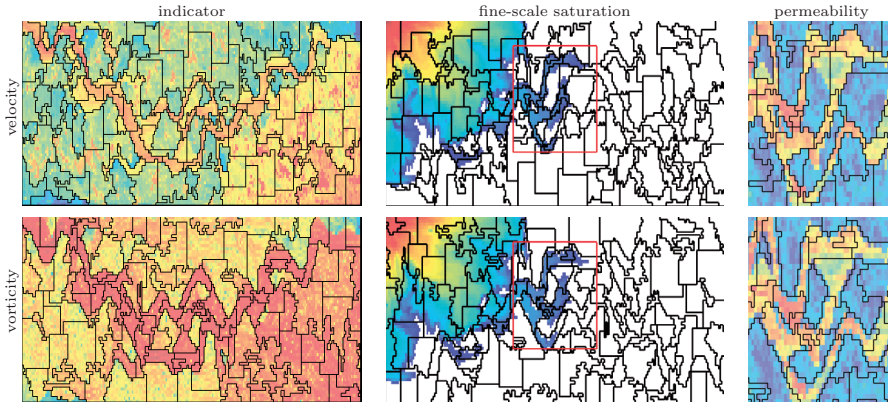 indicator
fine-scale saturation
permeability
velocity
vorticity